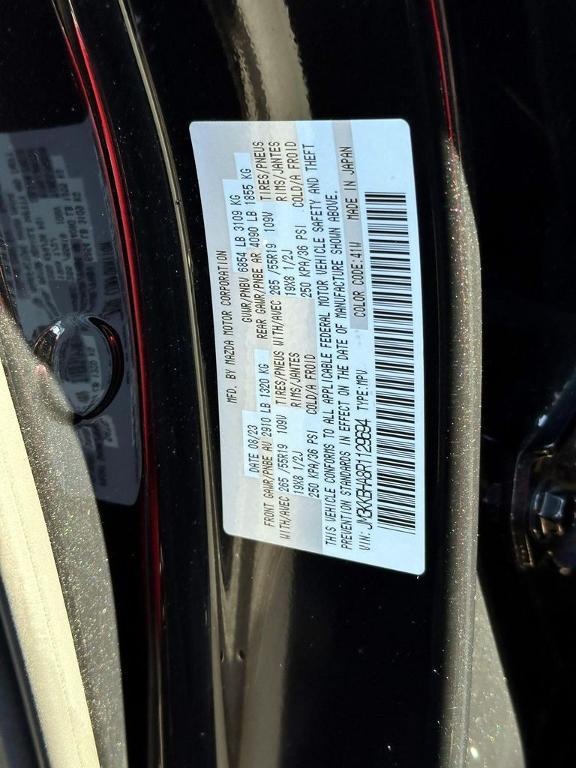 MFD. BY MAZDA MOTOR CORPORATION
DATE 08/23 GVWR/PNBV 6854 LB 3109 KG
FRONT GAWR/PNBE AV 2910 LB 1320 KG REAR GAWR/PNBE AR 4090 LB 1855 KG
WITH/AVEC 265 /55R19 109V TIRES/PNEUS WITH/AVEC 265 /55R19 109V TIRES/PNEUS
19X8 1/2J RIMS/JANTES 19X8 1/2J RIMS/JANTES
250 KPA/36 PSI COLD/A FROID 250 KPA/36 PSI COLD/A FROID
THIS VEHICLE CONFORMS TO ALL APPLICABLE FEDERAL MOTOR VEHICLE SAFETY AND THEFT
PREVENTION STANDARDS IN EFFECT ON THE DATE OF MANUFACTURE SHOWN ABOVE.
VIN: JM3KKBHA8R1129694 TYPE:MPV COLOR CODE:41W MADE IN JAPAN